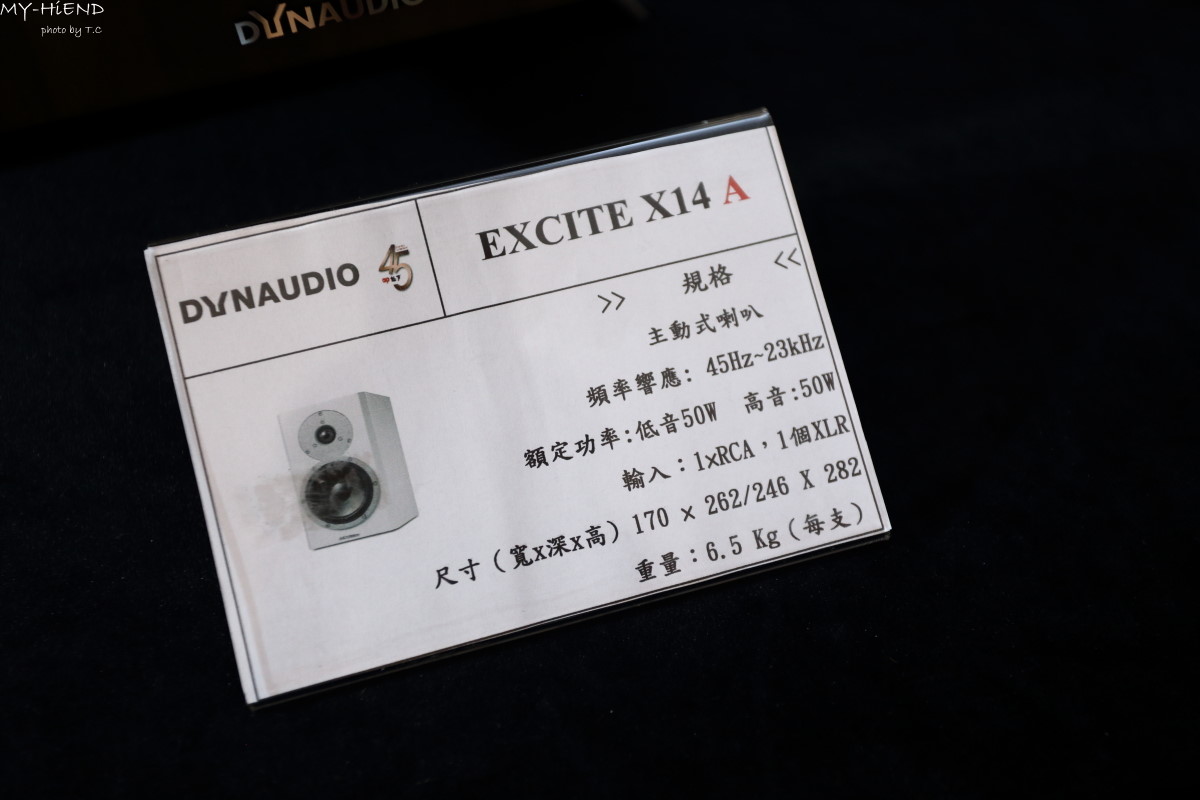 MY-HiEND
photo by T.C
DYNAUDIO
DYNAUDIO 45
EXCITE X14 A
>> 規格 <<
主動式喇叭
頻率響應: 45Hz~23kHz
額定功率:低音50W 高音:50W
輸入：1xRCA，1個XLR
尺寸（寬x深x高）170 × 262/246 X 282
重量：6.5 Kg（每支）